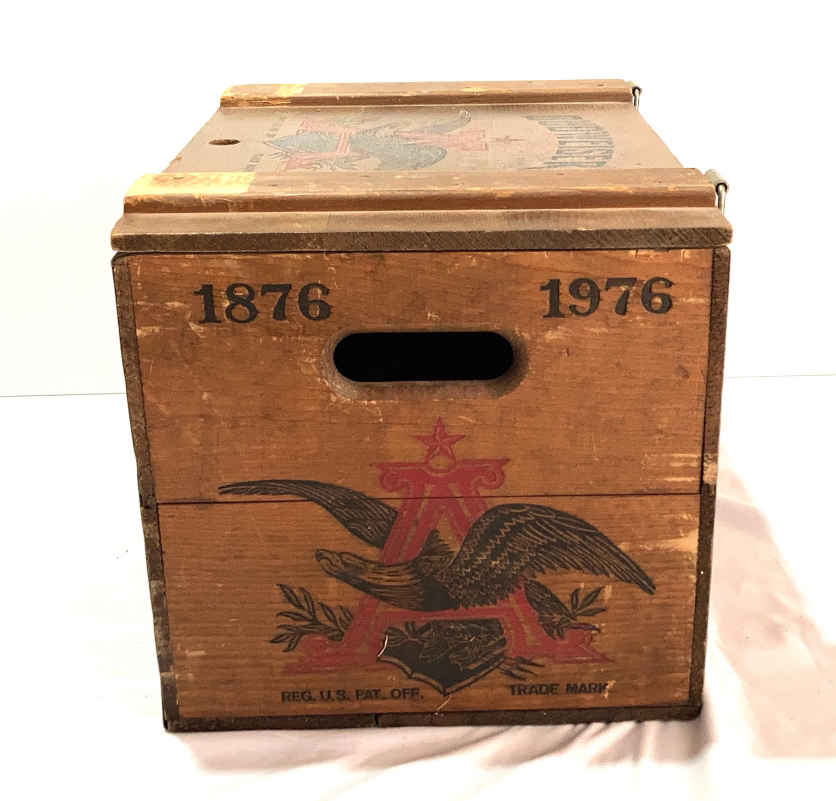 1876 1976
A
REG. U.S. PAT. OFF. TRADE MARK